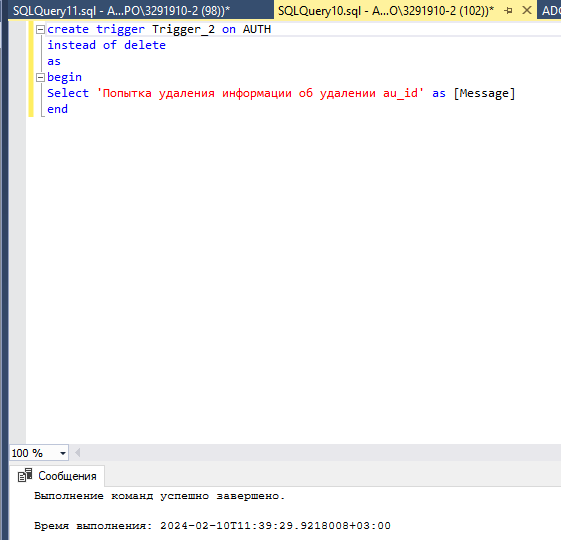 SQLQuery11.sql - A...PO\3291910-2 (98))*
SQLQuery10.sql - A...O\3291910-2 (102))*
create trigger Trigger_2 on AUTH
instead of delete
as
begin
Select 'Попытка удаления информации об удалении au_id' as [Message]
end
100 %
Сообщения
Выполнение команд успешно завершено.
Время выполнения: 2024-02-10T11:39:29.9218008+03:00